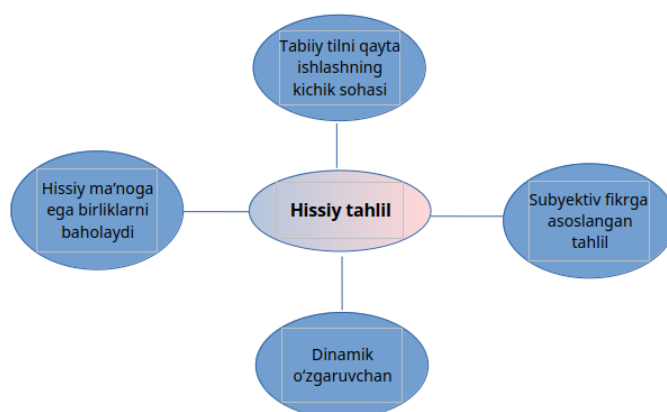 Tabiiy tilni qayta
ishlashning
kichik sohasi
Hissiy ma’noga
ega birliklarni
baholaydi
Hissiy tahlil
Subyektiv fikrga
asoslangan
tahlil
Dinamik
o‘zgaruvchan